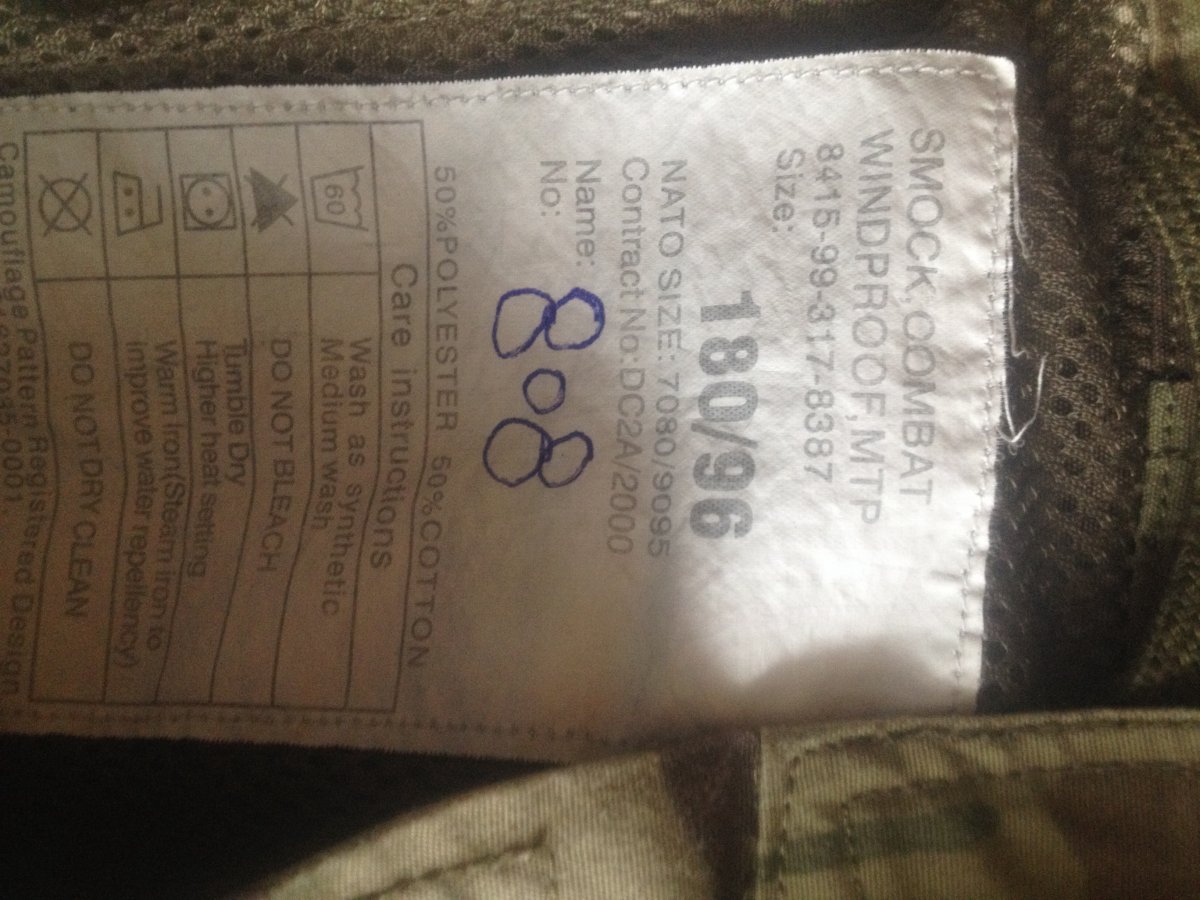 SMOCK, COMBAT
WINDPROOF, MTP
8415-99-317-8387
Size:
180/96
NATO SIZE: 7080/9095
Contract No: DC2A/2000
Name:
No:
808
50%POLYESTER 50%COTTON
Care instructions
60
Wash as synthetic
Medium wash
DO NOT BLEACH
Tumble Dry
Higher heat setting
Warm iron(Steam iron to
improve water repellency)
DO NOT DRY CLEAN
Camouflage Pattern Registered Design